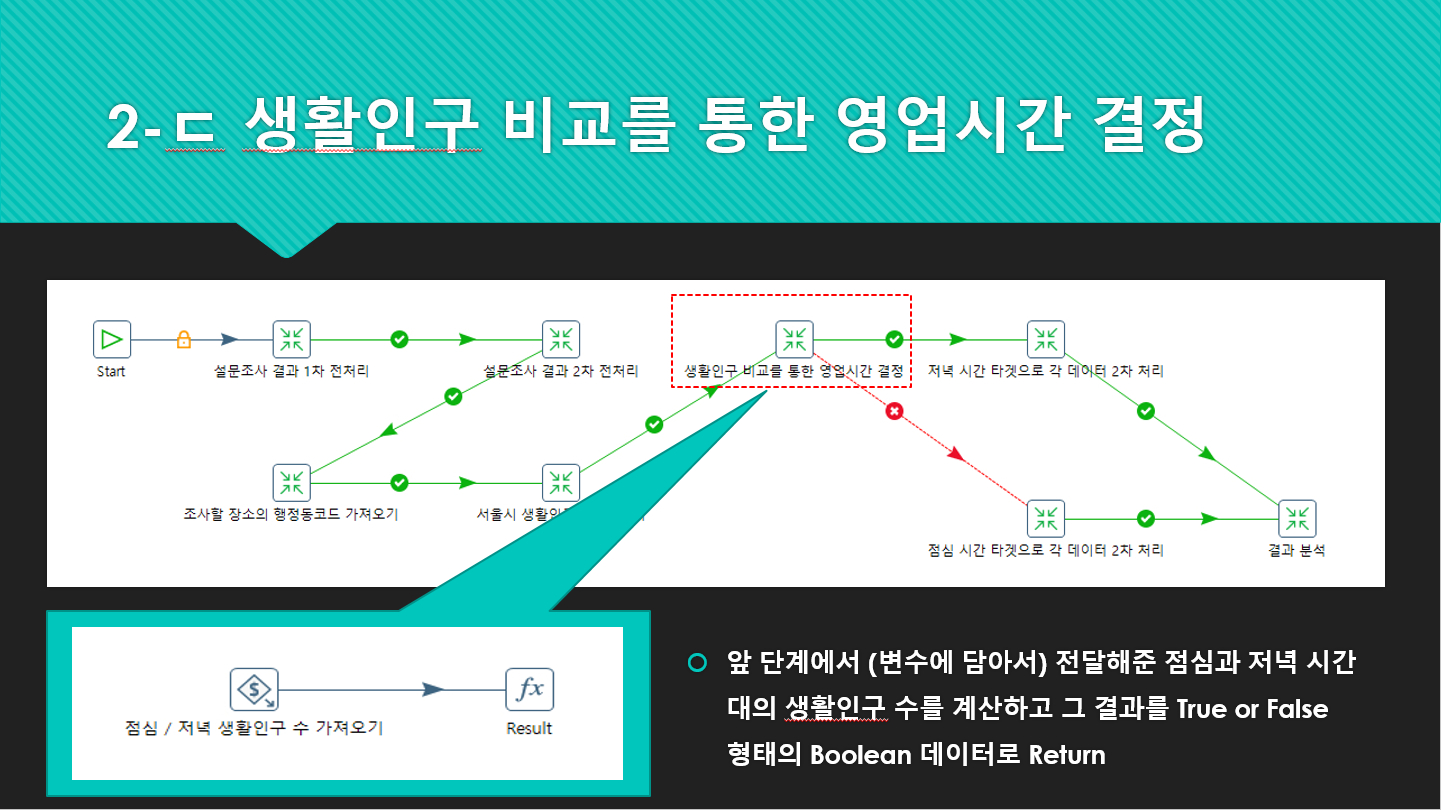 2-ㄷ 생활인구 비교를 통한 영업시간 결정
Start
설문조사 결과 1차 전처리
설문조사 결과 2차 전처리
생활인구 비교를 통한 영업시간 결정
저녁 시간 타겟으로 각 데이터 2차 처리
조사할 장소의 행정동코드 가져오기
서울시 생활인
점심 시간 타겟으로 각 데이터 2차 처리
결과 분석
점심 / 저녁 생활인구 수 가져오기
fx
Result
앞 단계에서 (변수에 담아서) 전달해준 점심과 저녁 시간
대의 생활인구 수를 계산하고 그 결과를 True or False
형태의 Boolean 데이터로 Return